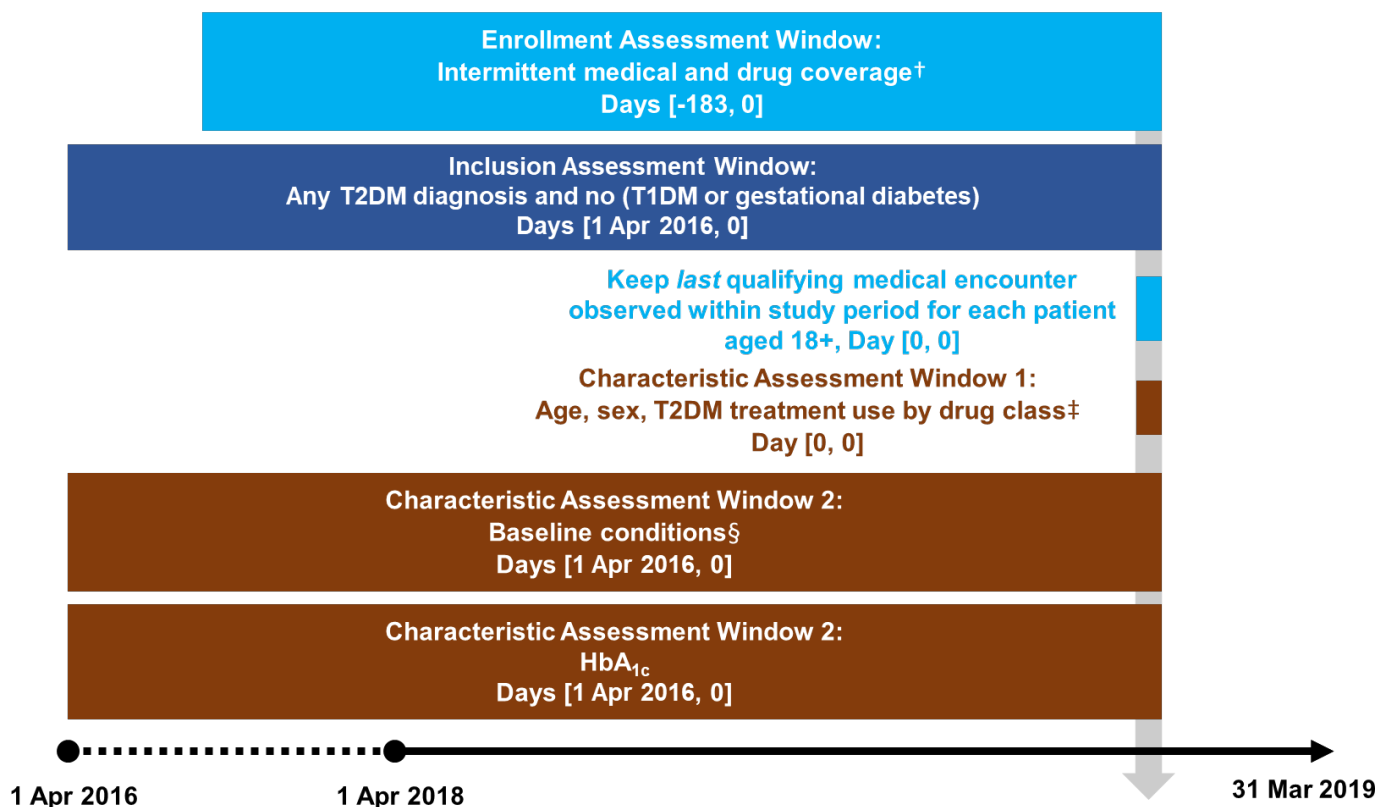 Enrollment Assessment Window:
Intermittent medical and drug coverage†
Days [-183, 0]
Inclusion Assessment Window:
Any T2DM diagnosis and no (T1DM or gestational diabetes)
Days [1 Apr 2016, 0]
Keep last qualifying medical encounter
observed within study period for each patient
aged 18+, Day [0, 0]
Characteristic Assessment Window 1:
Age, sex, T2DM treatment use by drug class‡
Day [0, 0]
Characteristic Assessment Window 2:
Baseline conditions§
Days [1 Apr 2016, 0]
Characteristic Assessment Window 2:
HbA1c
Days [1 Apr 2016, 0]
1 Apr 2016
1 Apr 2018
31 Mar 2019